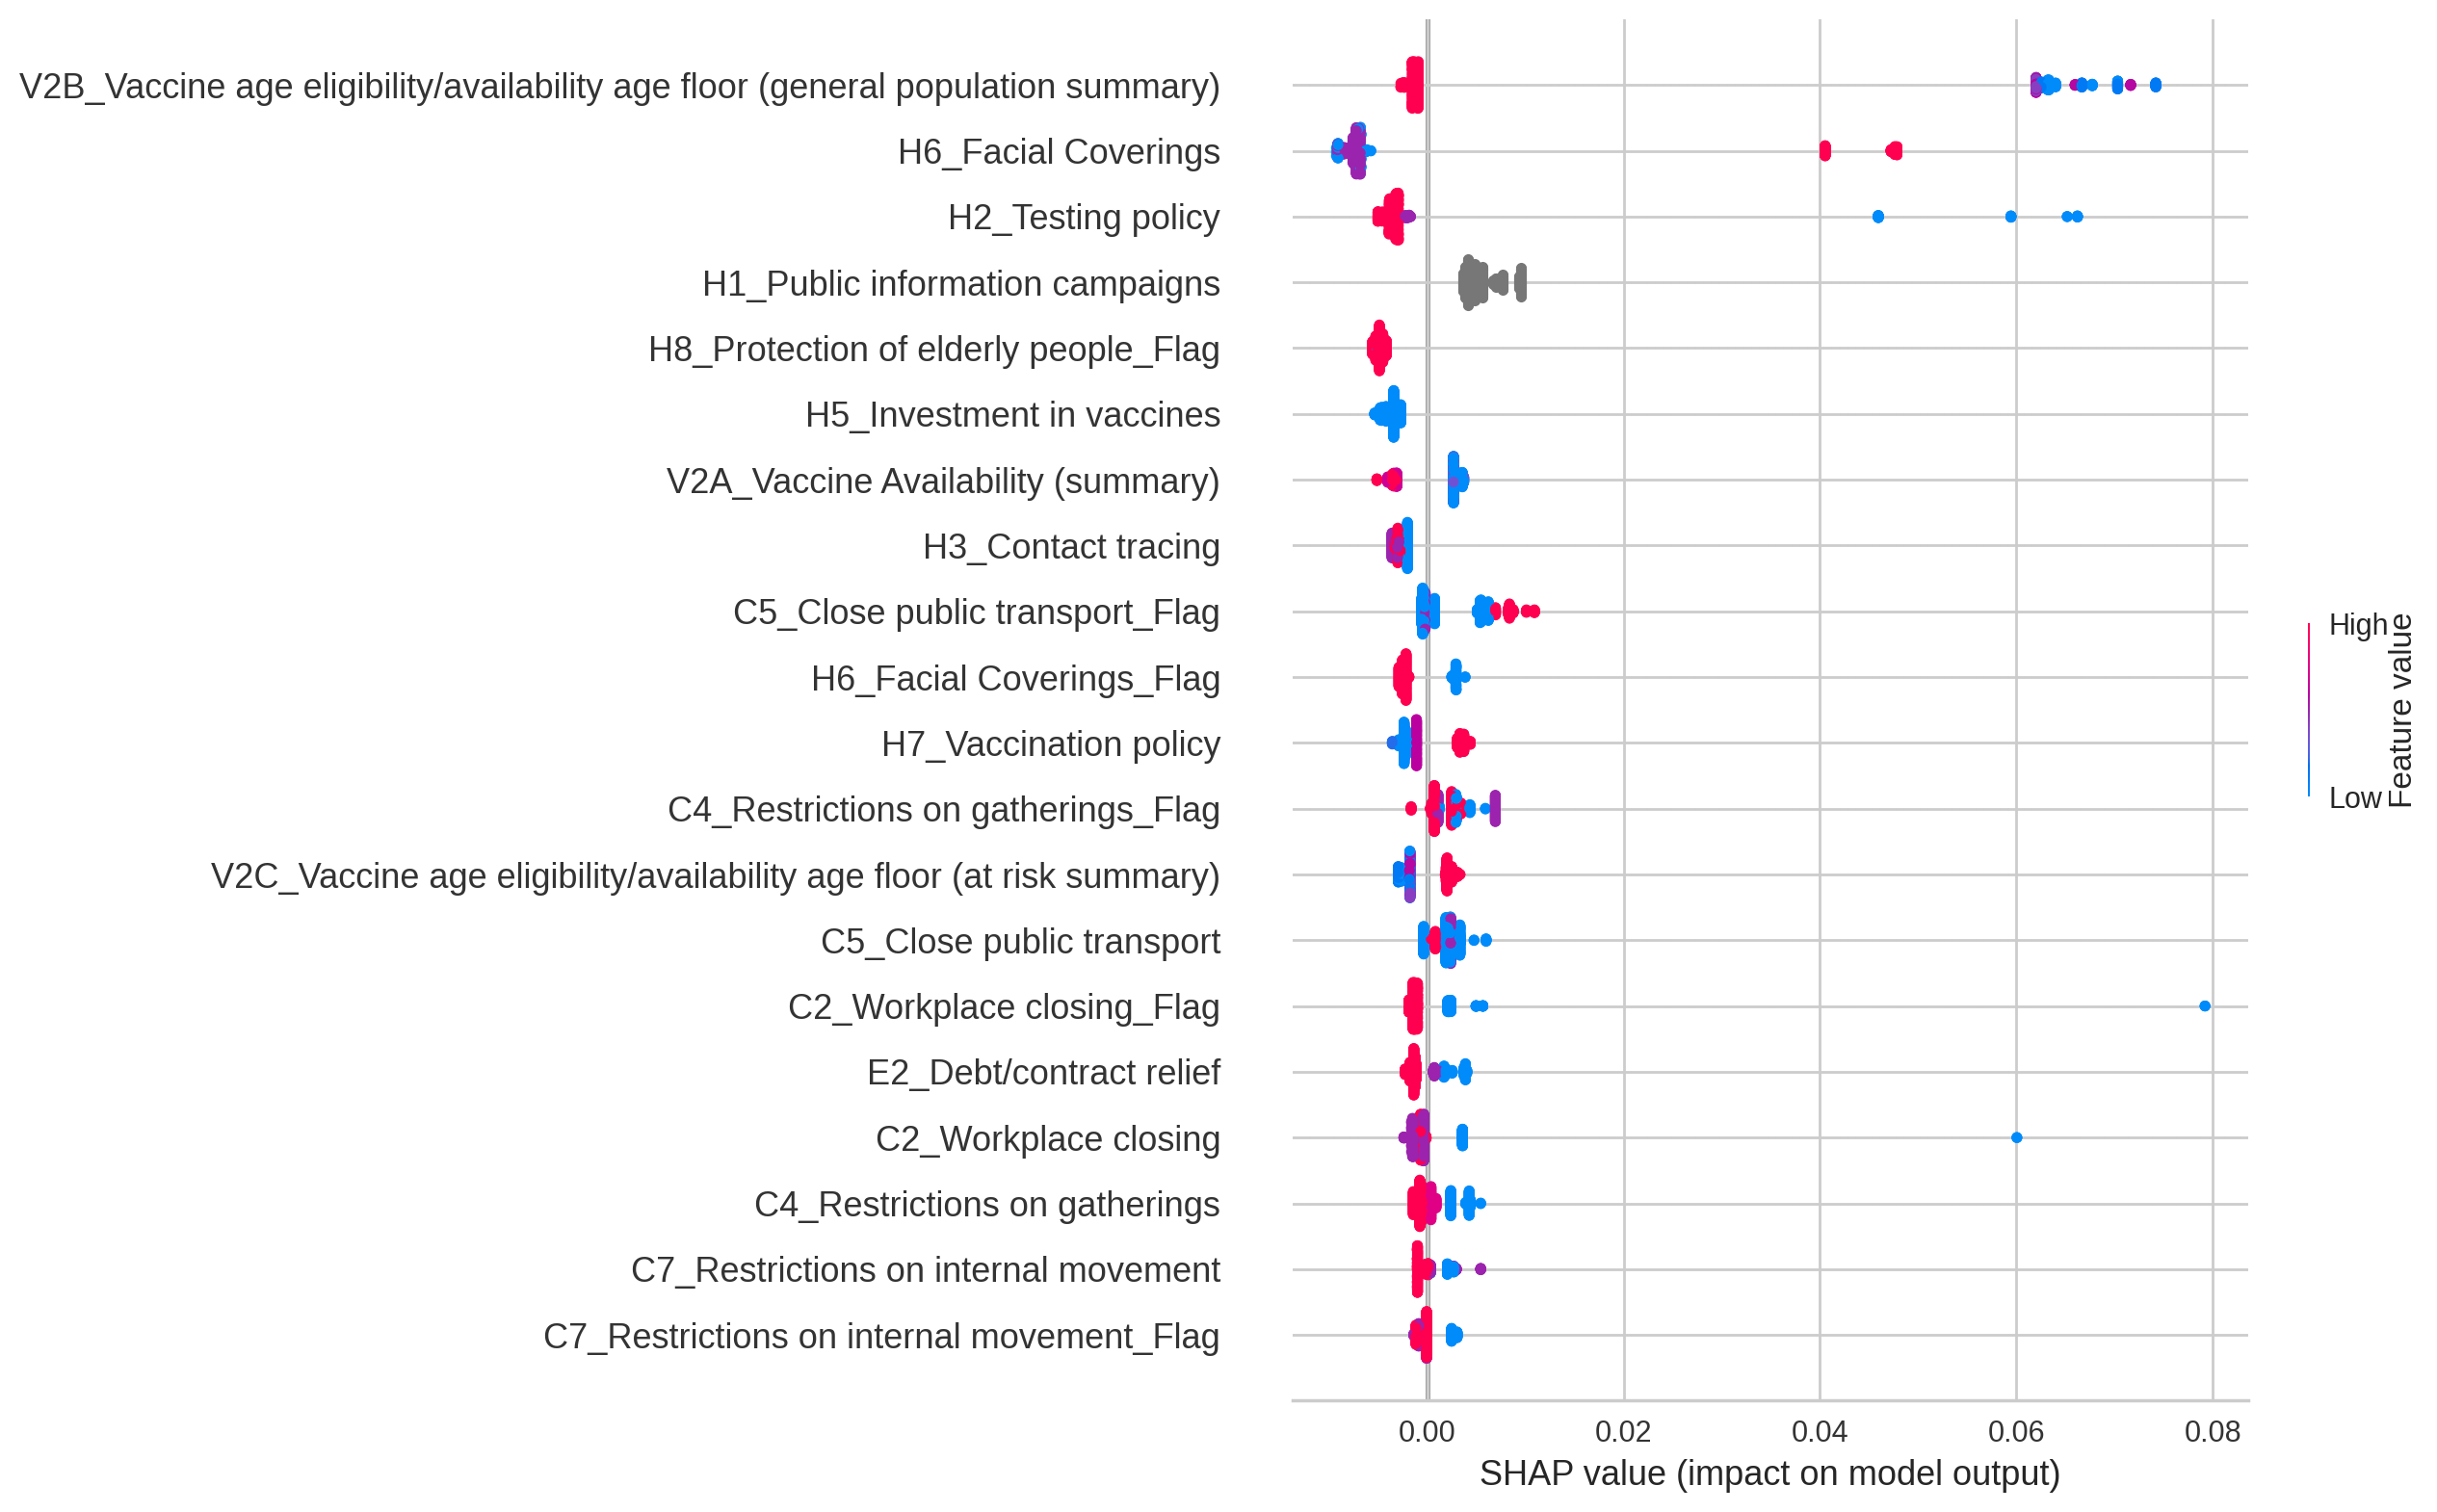 V2B_Vaccine age eligibility/availability age floor (general population summary)
H6_Facial Coverings
H2_Testing policy
H1_Public information campaigns
H8_Protection of elderly people_Flag
H5_Investment in vaccines
V2A_Vaccine Availability (summary)
H3_Contact tracing
C5_Close public transport_Flag
H6_Facial Coverings_Flag
H7_Vaccination policy
C4_Restrictions on gatherings_Flag
V2C_Vaccine age eligibility/availability age floor (at risk summary)
C5_Close public transport
C2_Workplace closing_Flag
E2_Debt/contract relief
C2_Workplace closing
C4_Restrictions on gatherings
C7_Restrictions on internal movement
C7_Restrictions on internal movement_Flag
0.00 0.02 0.04 0.06 0.08
SHAP value (impact on model output)
High
Low
Feature value